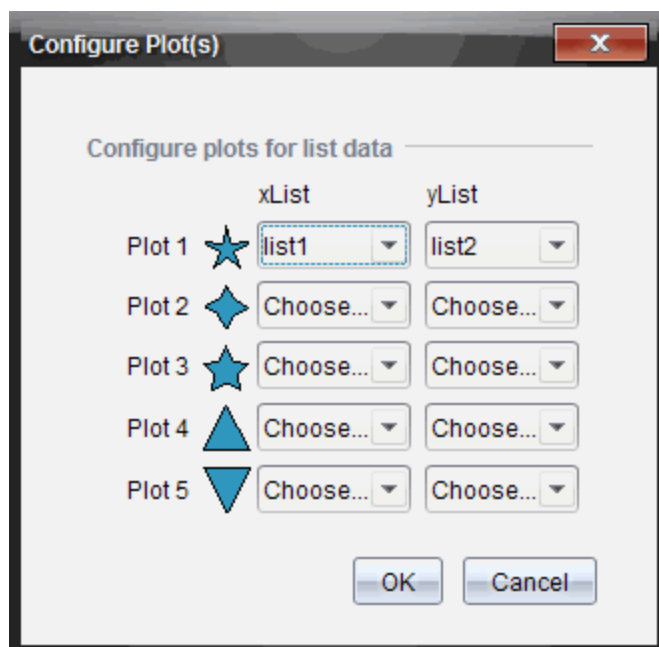 Configure Plot(s)
x
Configure plots for list data
xList yList
Plot 1 list1 list2
Plot 2 Choose... Choose...
Plot 3 Choose... Choose...
Plot 4 Choose... Choose...
Plot 5 Choose... Choose...
OK Cancel